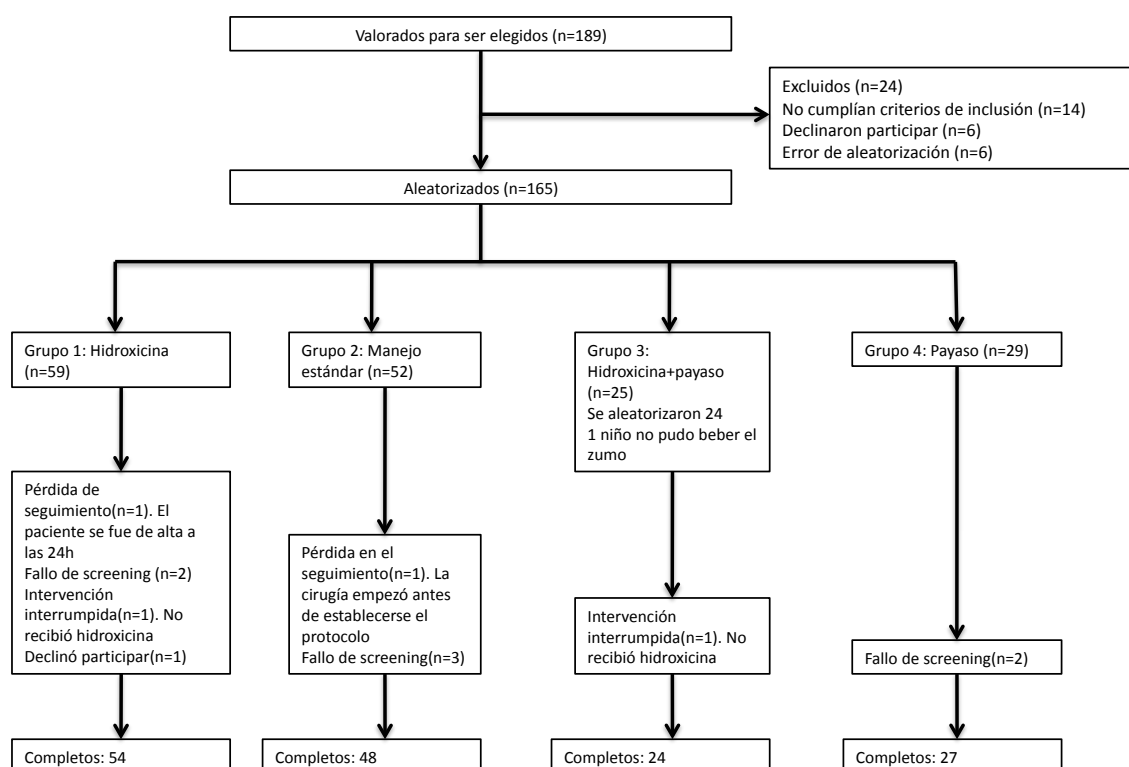 Valorados para ser elegidos (n=189)
Excluidos (n=24)
No cumplían criterios de inclusión (n=14)
Declinaron participar (n=6)
Error de aleatorización (n=6)
Aleatorizados (n=165)
Grupo 1: Hidroxicina
(n=59)
Grupo 2: Manejo
estándar (n=52)
Grupo 3:
Hidroxicina+payaso
(n=25)
Se aleatorizaron 24
1 niño no pudo beber el
zumo
Grupo 4: Payaso (n=29)
Pérdida de
seguimiento(n=1). El
paciente se fue de alta a
las 24h
Fallo de screening (n=2)
Intervención
interrumpida(n=1). No
recibió hidroxicina
Declinó participar(n=1)
Pérdida en el
seguimiento(n=1). La
cirugía empezó antes
de establecerse el
protocolo
Fallo de screening(n=3)
Intervención
interrumpida(n=1). No
recibió hidroxicina
Fallo de screening(n=2)
Completos: 54
Completos: 48
Completos: 24
Completos: 27